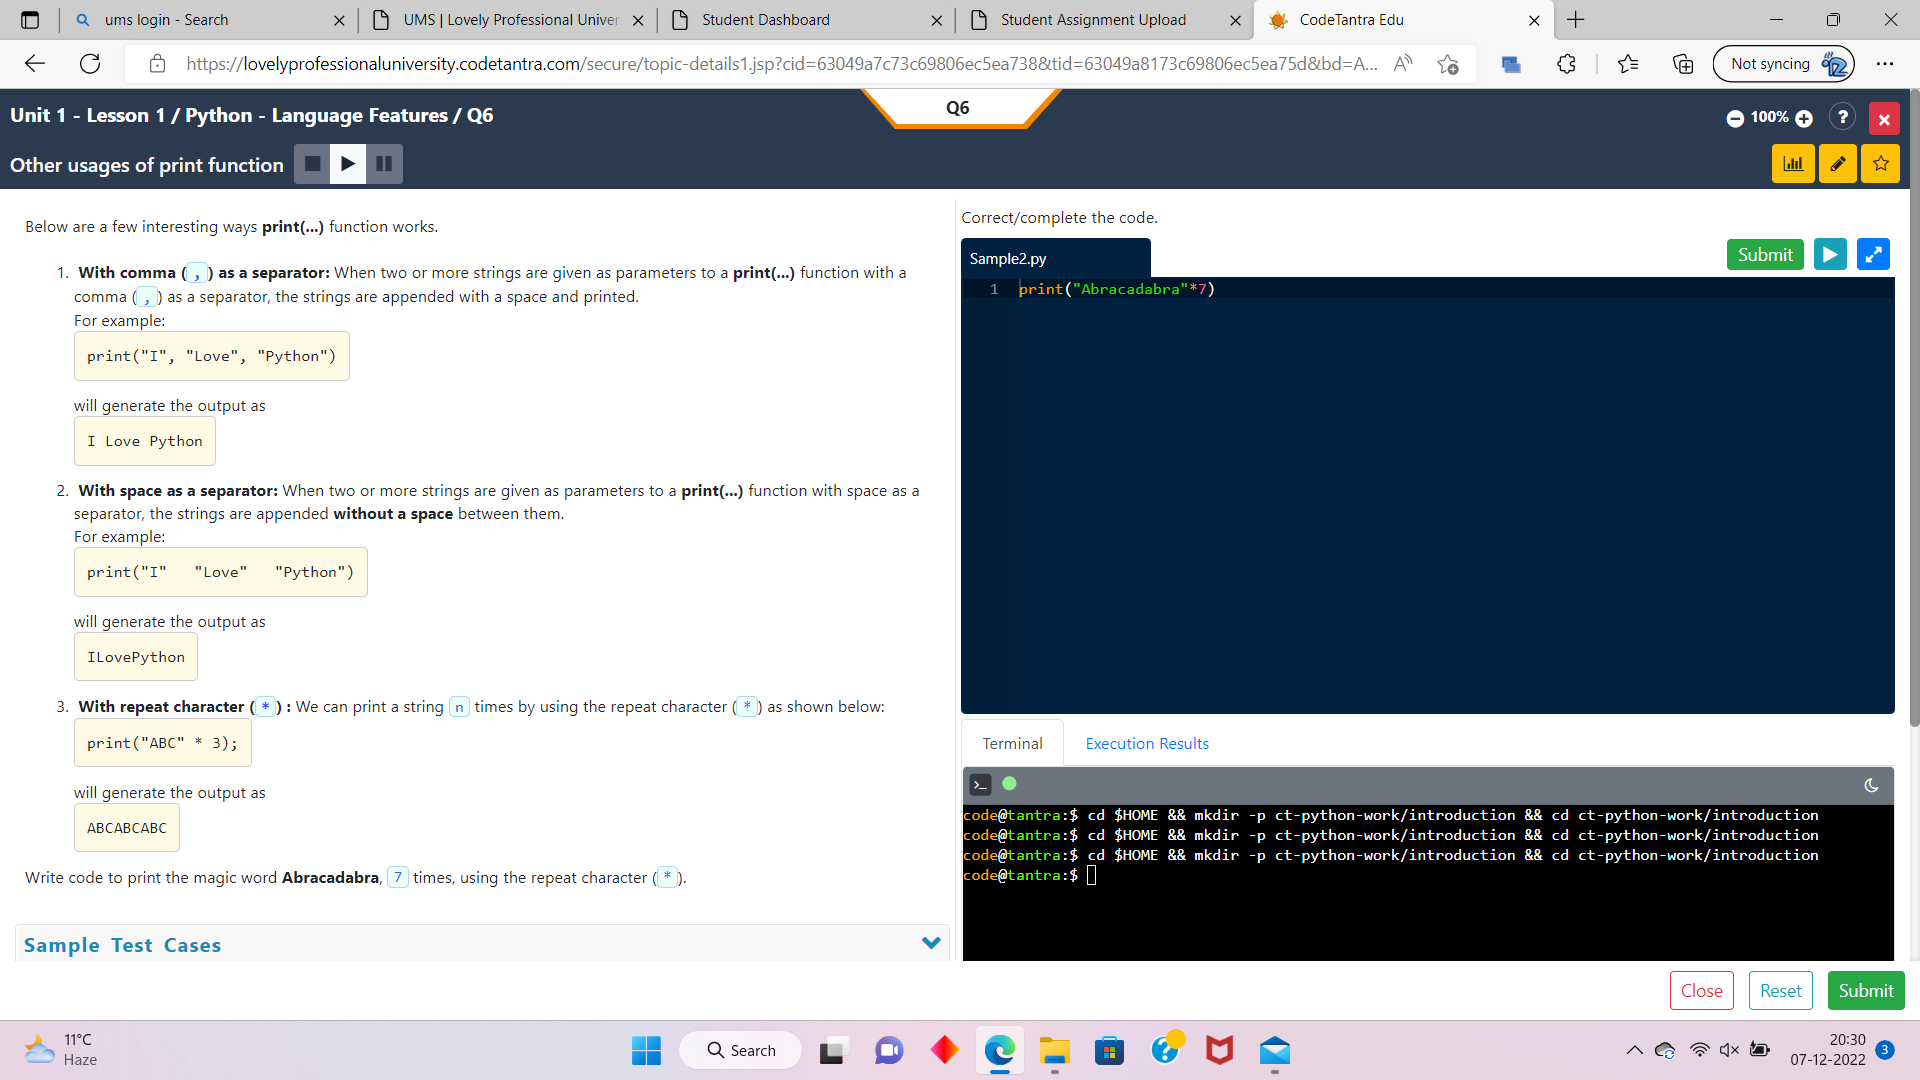 ums login - Search
UMS | Lovely Professional Univer
Student Dashboard
Student Assignment Upload
CodeTantra Edu
https://lovelyprofessionaluniversity.codetantra.com/secure/topic-details1.jsp?cid=63049a7c73c69806ec5ea738&tid=63049a8173c69806ec5ea75d&bd=A...
Not syncing
Unit 1 - Lesson 1 / Python - Language Features / Q6
Q6
100%
?
Other usages of print function
Below are a few interesting ways print(...) function works.
1. With comma ( , ) as a separator: When two or more strings are given as parameters to a print(...) function with a
comma ( , ) as a separator, the strings are appended with a space and printed.
For example:
print("I", "Love", "Python")
will generate the output as
I Love Python
2. With space as a separator: When two or more strings are given as parameters to a print(...) function with space as a
separator, the strings are appended without a space between them.
For example:
print("I"   "Love"   "Python")
will generate the output as
ILovePython
3. With repeat character ( * ) : We can print a string n times by using the repeat character ( * ) as shown below:
print("ABC" * 3);
will generate the output as
ABCABCABC
Write code to print the magic word Abracadabra, 7 times, using the repeat character ( * ).
Sample Test Cases
Correct/complete the code.
Sample2.py
Submit
1 print("Abracadabra"*7)
Terminal
Execution Results
code@tantra:$ cd $HOME && mkdir -p ct-python-work/introduction && cd ct-python-work/introduction
code@tantra:$ cd $HOME && mkdir -p ct-python-work/introduction && cd ct-python-work/introduction
code@tantra:$ cd $HOME && mkdir -p ct-python-work/introduction && cd ct-python-work/introduction
code@tantra:$
Close
Reset
Submit
11°C
Haze
Search
20:30
07-12-2022
3